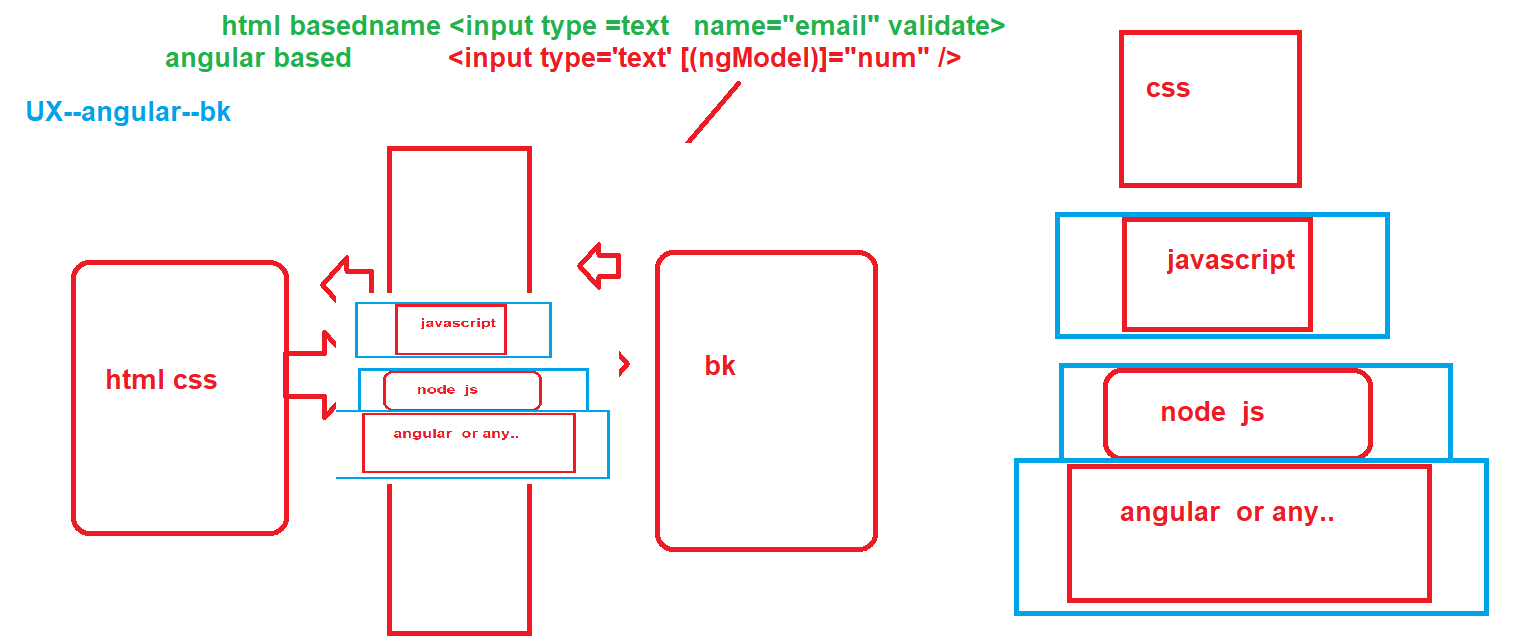 html basedname <input type =text   name="email" validate>
angular based <input type='text' [(ngModel)]="num" />
UX--angular--bk
html css
javascript
node  js
angular  or any..
bk
css
javascript
node  js
angular  or any..